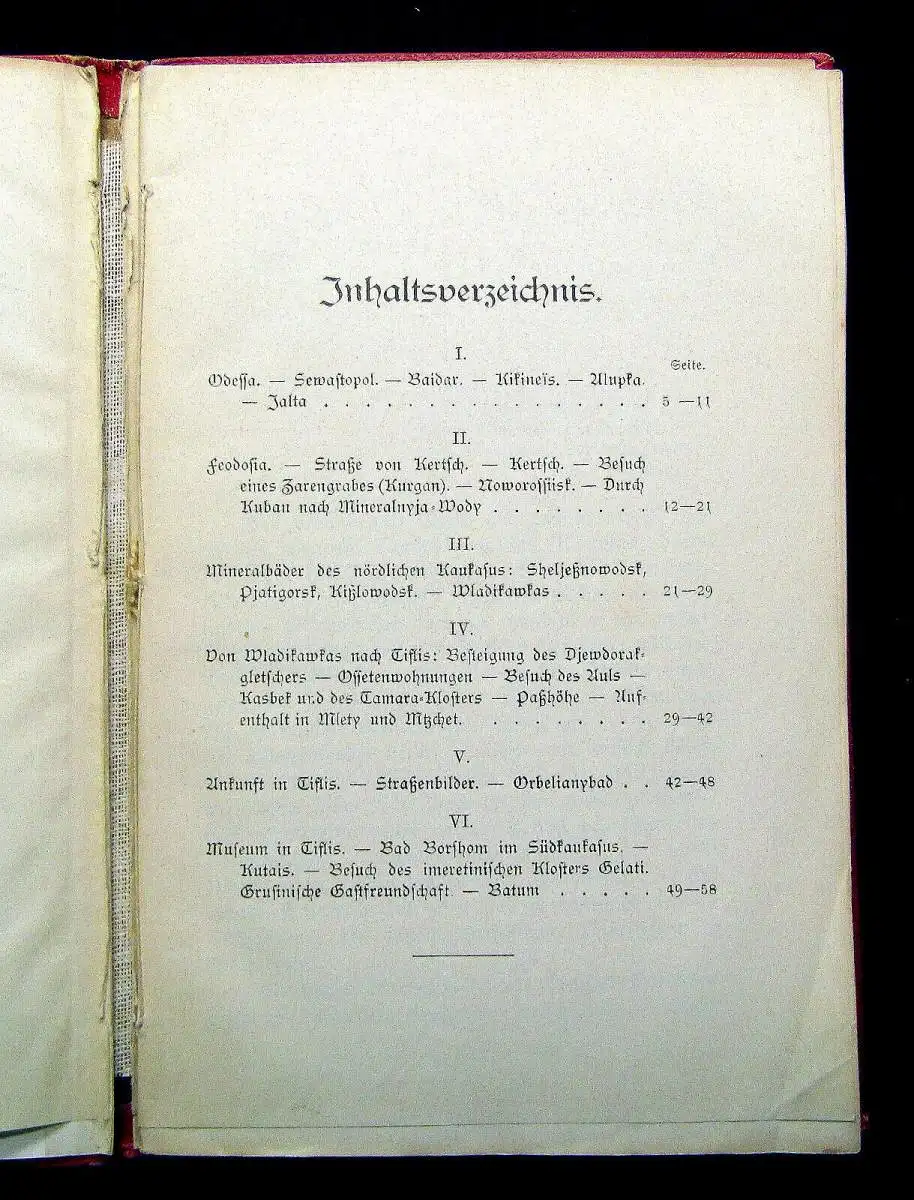 Inhaltsverzeichnis.
I.
Seite.
Odessa. — Sewastopol. — Baidar. — Kikineïs. — Alupka.
— Jalta . . . . . . . . . . . . . . . . 5 —11
II.
Feodosia. — Straße von Kertsch. — Kertsch. — Besuch
eines Zarengrabes (Kurgan). — Noworossiisk. — Durch
Kuban nach Mineralnyja-Wody . . . . . . . . 12—21
III.
Mineralbäder des nördlichen Kaukasus: Sheljeßnowodsk,
Pjatigorsk, Kißlowodsk. — Wladikawkas . . . . . 21—29
IV.
Von Wladikawkas nach Tiflis: Besteigung des Djewdorak-
gletschers — Ossetenwohnungen — Besuch des Auls —
Kasbek und des Tamara-Klosters — Paßhöhe — Auf-
enthalt in Mlety und Mtzchet. . . . . . . . . 29—42
V.
Ankunft in Tiflis. — Straßenbilder. — Orbelianybad . . 42—48
VI.
Museum in Tiflis. — Bad Borshom im Südkaukasus. —
Kutais. — Besuch des imeretinischen Klosters Gelati.
Grusinische Gastfreundschaft — Batum . . . . . 49—58